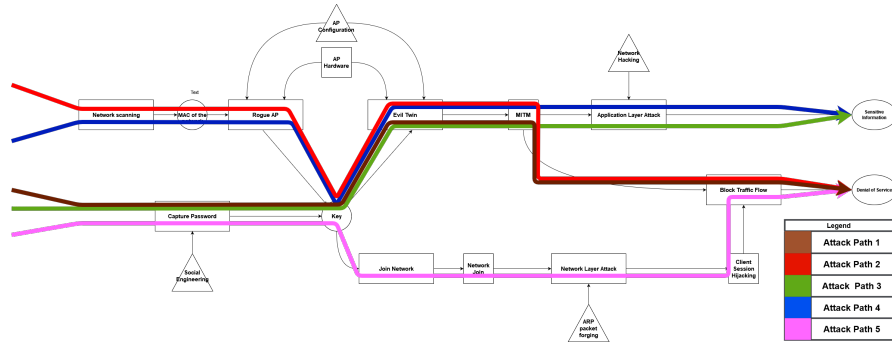 AP
Configuration
AP
Hardware
Network
Hacking
Text
Network scanning
MAC of the
Rogue AP
Evil Twin
MITM
Application Layer Attack
Sensitive
Information
Capture Password
Key
Block Traffic Flow
Denial of Service
Social
Engineering
Join Network
Network
Join
Network Layer Attack
Client
Session
Hijacking
ARP
packet
forging
Legend
Attack Path 1
Attack Path 2
Attack Path 3
Attack Path 4
Attack Path 5